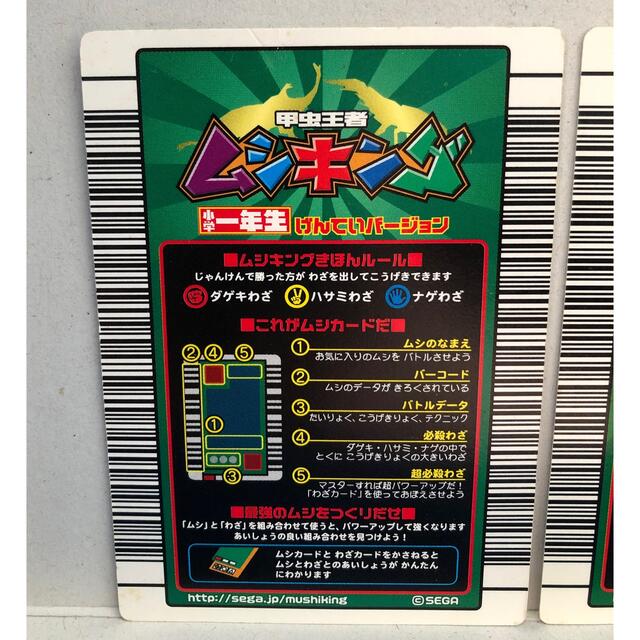 甲虫王者
ムシキング
小学一年生 げんていバージョン
■ムシキングきほんルール■
じゃんけんで勝った方が わざを出してこうげきできます
ダゲキわざ ハサミわざ ナゲわざ
■これがムシカードだ■
① ムシのなまえ
お気に入りのムシを バトルさせよう
② バーコード
ムシのデータが きろくされている
③ バトルデータ
たいりょく、こうげきりょく、テクニック
④ 必殺わざ
ダゲキ・ハサミ・ナゲの中で
とくに こうげきりょくの大きいわざ
⑤ 超必殺わざ
マスターすれば超パワーアップだ!
「わざカード」を使っておぼえさせよう
②④ ⑤
①
③
■最強のムシをつくりだせ■
「ムシ」と「わざ」を組み合わせて使うと、パワーアップして強くなります
あいしょうの良い組み合わせを見つけよう!
ムシカードと わざカードをかさねると
ムシとわざとのあいしょうが かんたん
にわかります
http://sega.jp/mushiking ©SEGA